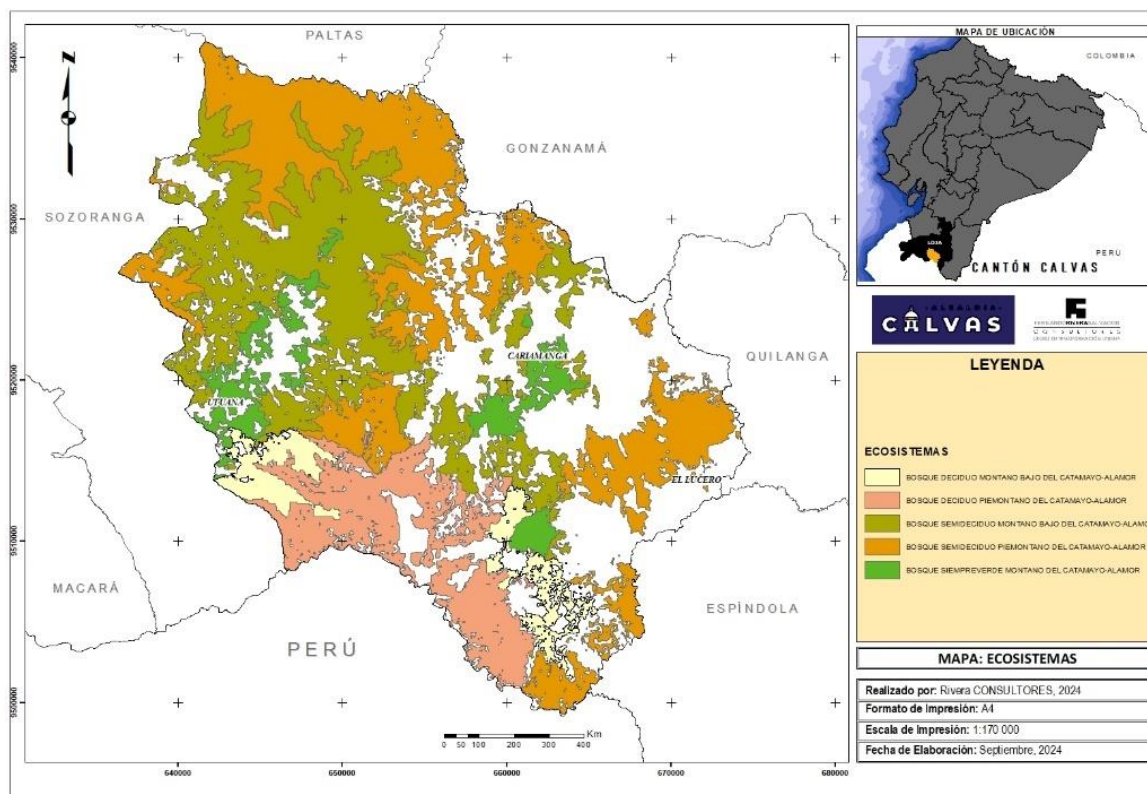 PALTAS
GONZANAMÁ
SOZORANGA
CARIAMANGA
QUILANGA
UTUANA
EL LUCERO
MACARÁ
ESPÍNDOLA
PERÚ
N
9540000
9530000
9520000
9510000
9500000
640000 650000 660000 670000 680000
0 50 100 200 300 400 Km
MAPA DE UBICACIÓN
COLOMBIA
PERÚ
LOJA
CANTÓN CALVAS
ALCALDÍA
CALVAS
CONSULTORES
LEYENDA
ECOSISTEMAS
BOSQUE DECIDUO MONTANO BAJO DEL CATAMAYO-ALAMOR
BOSQUE DECIDUO PIEMONTANO DEL CATAMAYO-ALAMOR
BOSQUE SEMIDECIDUO MONTANO BAJO DEL CATAMAYO-ALAMO
BOSQUE SEMIDECIDUO PIEMONTANO DEL CATAMAYO-ALAMOR
BOSQUE SIEMPREVERDE MONTANO DEL CATAMAYO-ALAMOR
MAPA: ECOSISTEMAS
Realizado por: Rivera CONSULTORES, 2024
Formato de Impresión: A4
Escala de Impresión: 1:170 000
Fecha de Elaboración: Septiembre, 2024